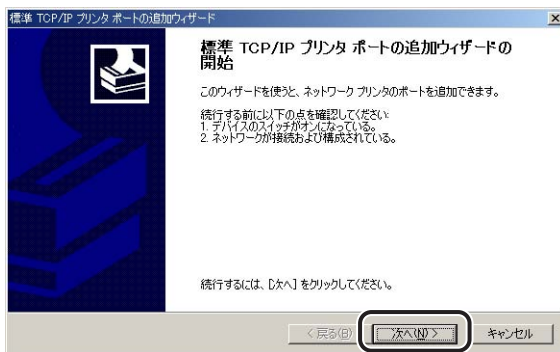 標準 TCP/IP プリンタ ポートの追加ウィザード
標準 TCP/IP プリンタ ポートの追加ウィザードの
開始
このウィザードを使うと、ネットワーク プリンタのポートを追加できます。
続行する前に以下の点を確認してください:
1. デバイスのスイッチがオンになっている。
2. ネットワークが接続および構成されている。
続行するには、[次へ] をクリックしてください。
< 戻る(B)
次へ(N) >
キャンセル